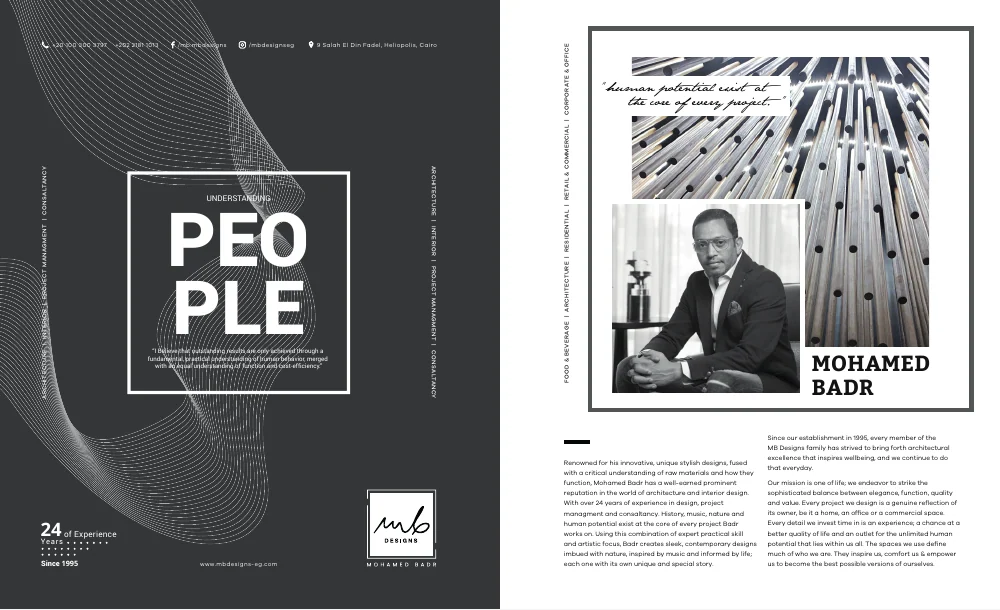 +20 100 300 3797 +202 2181 1013 /mb.mbdesigns /mbdesignseg 9 Salah El Din Fadel, Heliopolis, Cairo
ARCHITECTURE | INTERIOR | PROJECT MANAGMENT | CONSALTANCY
UNDERSTANDING
PEO
PLE
"I believe that outstanding results are only achieved through a
fundamental, practical understanding of human behavior, merged
with an equal understanding of function and cost-efficiency."
ARCHITECTURE | INTERIOR | PROJECT MANAGMENT | CONSALTANCY
24 of Experience
Years
Since 1995
www.mbdesigns-eg.com
mb
DESIGNS
MOHAMED BADR
FOOD & BEVERAGE | ARCHITECTURE | RESIDENTIAL | RETAIL & COMMERCIAL | CORPORATE & OFFICE
"human potential exist at
the core of every project."
MOHAMED
BADR
Renowned for his innovative, unique stylish designs, fused
with a critical understanding of raw materials and how they
function, Mohamed Badr has a well-earned prominent
reputation in the world of architecture and interior design.
With over 24 years of experience in design, project
managment and consultancy. History, music, nature and
human potential exist at the core of every project Badr
works on. Using this combination of expert practical skill
and artistic focus, Badr creates sleek, contemporary designs
imbued with nature, inspired by music and informed by life;
each one with its own unique and special story.
Since our establishment in 1995, every member of the
MB Designs family has strived to bring forth architectural
excellence that inspires wellbeing, and we continue to do
that everyday.
Our mission is one of life; we endeavor to strike the
sophisticated balance between elegance, function, quality
and value. Every project we design is a genuine reflection of
its owner, be it a home, an office or a commercial space.
Every detail we invest time in is an experience; a chance at a
better quality of life and an outlet for the unlimited human
potential that lies within us all. The spaces we use define
much of who we are. They inspire us, comfort us & empower
us to become the best possible versions of ourselves.